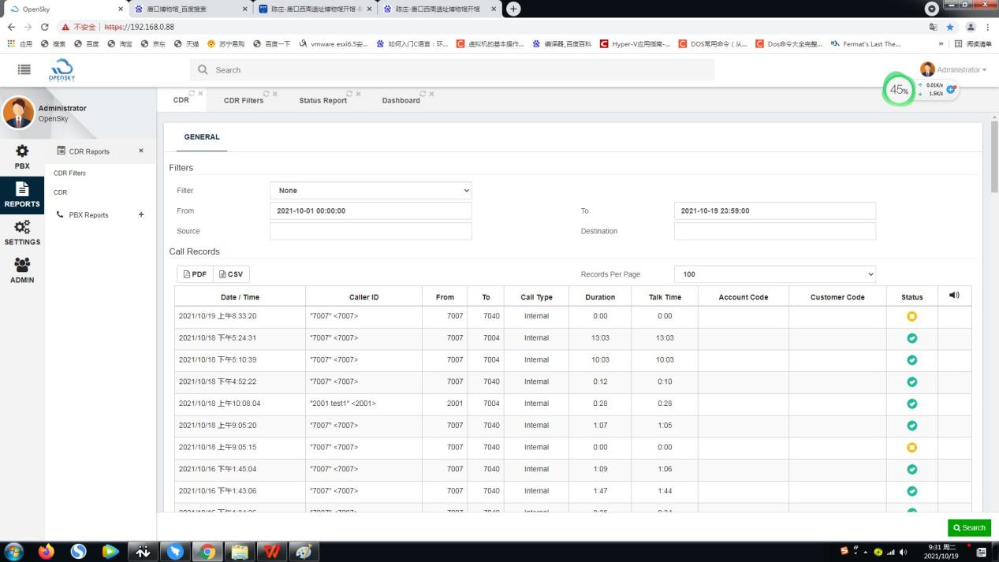 OpenSky
唐口博物馆_百度搜索
陈庄-唐口西南遗址博物馆开馆
陈庄-唐口西南遗址博物馆开馆
不安全 https://192.168.0.88
应用 搜索 百度 淘宝 京东 天猫 苏宁易购 百度一下 vmware esxi6.5安... 如何入门C语言：环... 虚拟机的基本操作... 编译器_百度百科 Hyper-V应用指南-... DOS常用命令（从... Dos命令大全完整... Fermat's Last The... » 阅读清单
OPENSKY
Search
Administrator
45%
0.01K/s
1.5K/s
Administrator
OpenSky
CDR CDR Filters Status Report Dashboard
PBX
REPORTS
SETTINGS
ADMIN
CDR Reports
CDR Filters
CDR
PBX Reports
GENERAL
Filters
Filter None
From 2021-10-01 00:00:00 To 2021-10-19 23:59:00
Source Destination
Call Records
PDF CSV Records Per Page 100
Date / Time Caller ID From To Call Type Duration Talk Time Account Code Customer Code Status
2021/10/19 上午8:33:20 "7007" <7007> 7007 7040 Internal 0:00 0:00
2021/10/18 下午5:24:31 "7007" <7007> 7007 7004 Internal 13:03 13:03
2021/10/18 下午5:10:39 "7007" <7007> 7007 7004 Internal 10:03 10:03
2021/10/18 下午4:52:22 "7007" <7007> 7007 7004 Internal 0:12 0:10
2021/10/18 上午10:08:04 "2001 test1" <2001> 2001 7004 Internal 0:28 0:28
2021/10/18 上午9:05:20 "7007" <7007> 7007 7040 Internal 1:07 1:05
2021/10/18 上午9:05:15 "7007" <7007> 7007 7040 Internal 0:00 0:00
2021/10/16 下午1:45:04 "7007" <7007> 7007 7040 Internal 1:09 1:06
2021/10/16 下午1:43:06 "7007" <7007> 7007 7040 Internal 1:47 1:44
Search
9:31 周二
2021/10/19